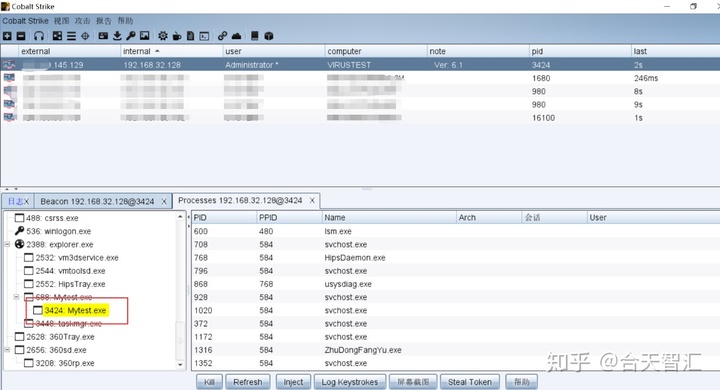 Cobalt Strike
Cobalt Strike 视图 攻击 报告 帮助
external internal user computer note pid last
.145.129 192.168.32.128 Administrator * VIRUSTEST Ver: 6.1 3424 2s
1680 246ms
980 8s
980 9s
16100 1s
日志 X Beacon 192.168.32.128@3424 X Processes 192.168.32.128@3424 X
488: csrss.exe
536: winlogon.exe
2388: explorer.exe
2532: vm3dservice.exe
2544: vmtoolsd.exe
2552: HipsTray.exe
688: Mytest.exe
3424: Mytest.exe
3448: taskmgr.exe
2628: 360Tray.exe
2656: 360sd.exe
3208: 360rp.exe
PID PPID Name Arch 会话 User
600 480 lsm.exe
708 584 svchost.exe
768 584 HipsDaemon.exe
796 584 svchost.exe
868 768 usysdiag.exe
928 584 svchost.exe
1020 584 svchost.exe
372 584 svchost.exe
1172 584 svchost.exe
1316 584 ZhuDongFangYu.exe
1352 584 svchost.exe
Kill Refresh Inject Log Keystrokes 屏幕截图 Steal Token 帮助
知乎 @台天智汇